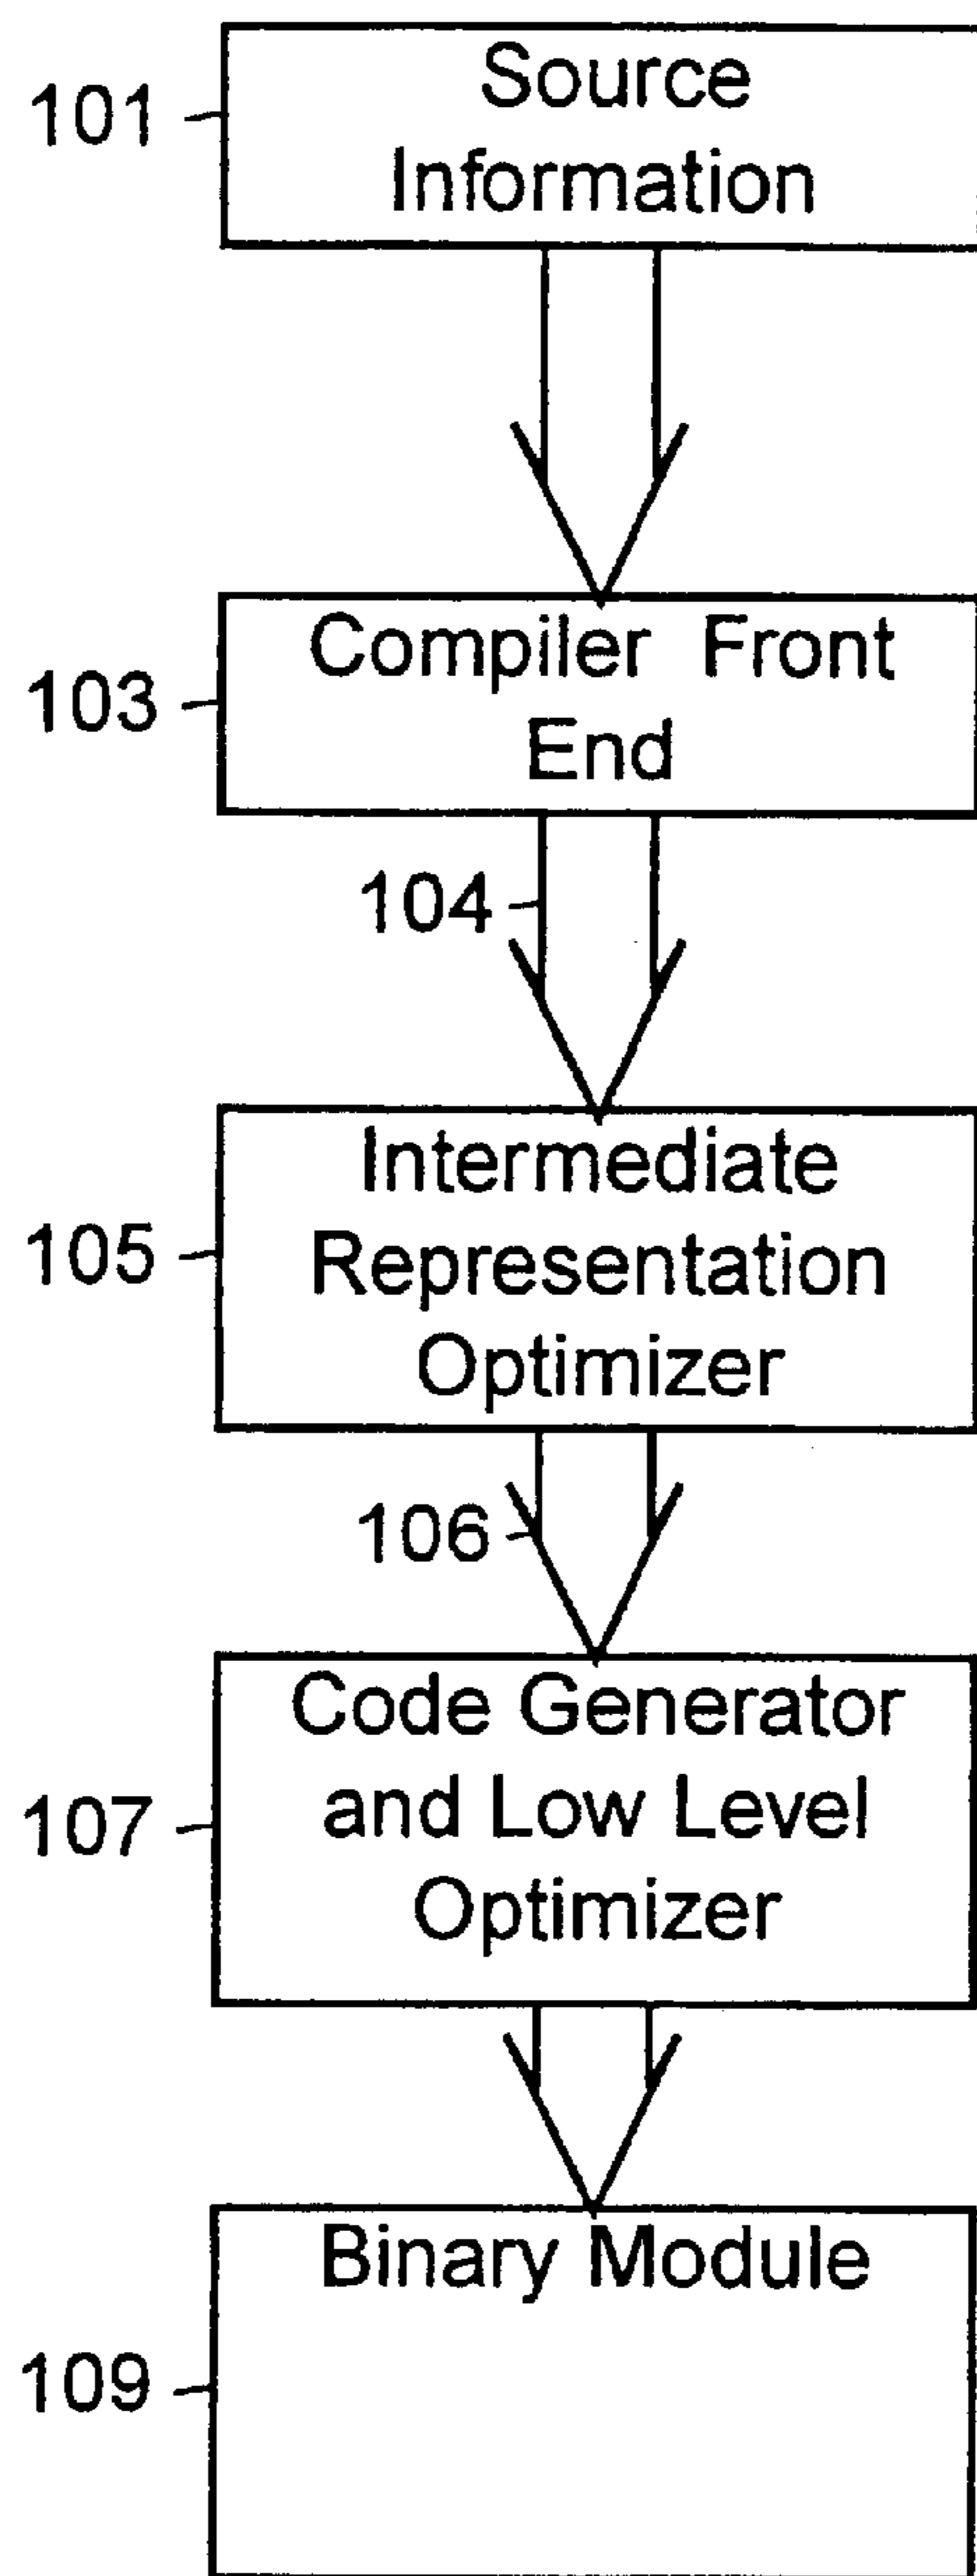 101
Source
Information
103
Compiler Front
End
104
105
Intermediate
Representation
Optimizer
106
107
Code Generator
and Low Level
Optimizer
109
Binary Module